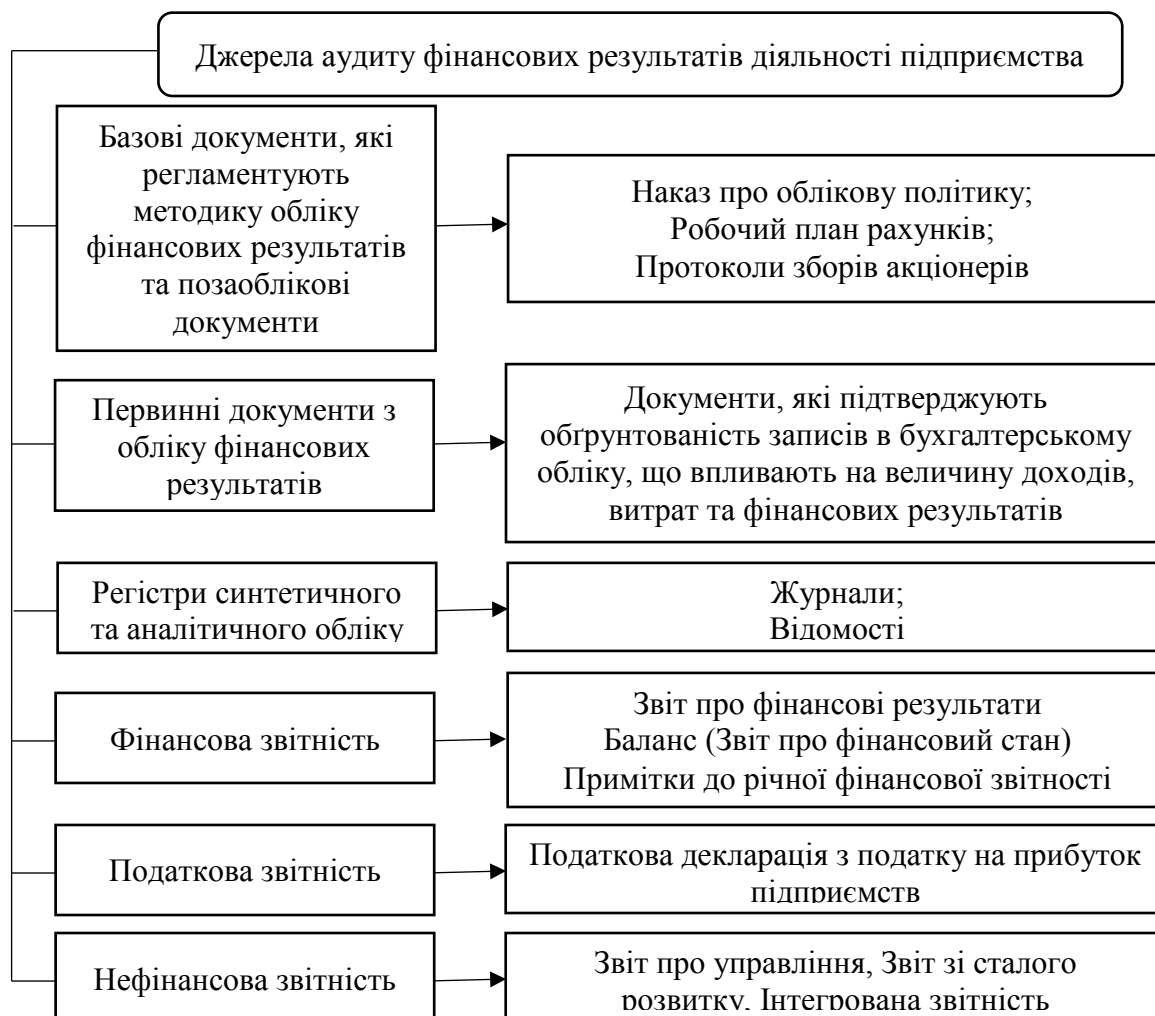 Джерела аудиту фінансових результатів діяльності підприємства
Базові документи, які
регламентують
методику обліку
фінансових результатів
та позаоблікові
документи
Наказ про облікову політику;
Робочий план рахунків;
Протоколи зборів акціонерів
Первинні документи з
обліку фінансових
результатів
Документи, які підтверджують
обґрунтованість записів в бухгалтерському
обліку, що впливають на величину доходів,
витрат та фінансових результатів
Регістри синтетичного
та аналітичного обліку
Журнали;
Відомості
Фінансова звітність
Звіт про фінансові результати
Баланс (Звіт про фінансовий стан)
Примітки до річної фінансової звітності
Податкова звітність
Податкова декларація з податку на прибуток
підприємств
Нефінансова звітність
Звіт про управління, Звіт зі сталого
розвитку, Інтегрована звітність